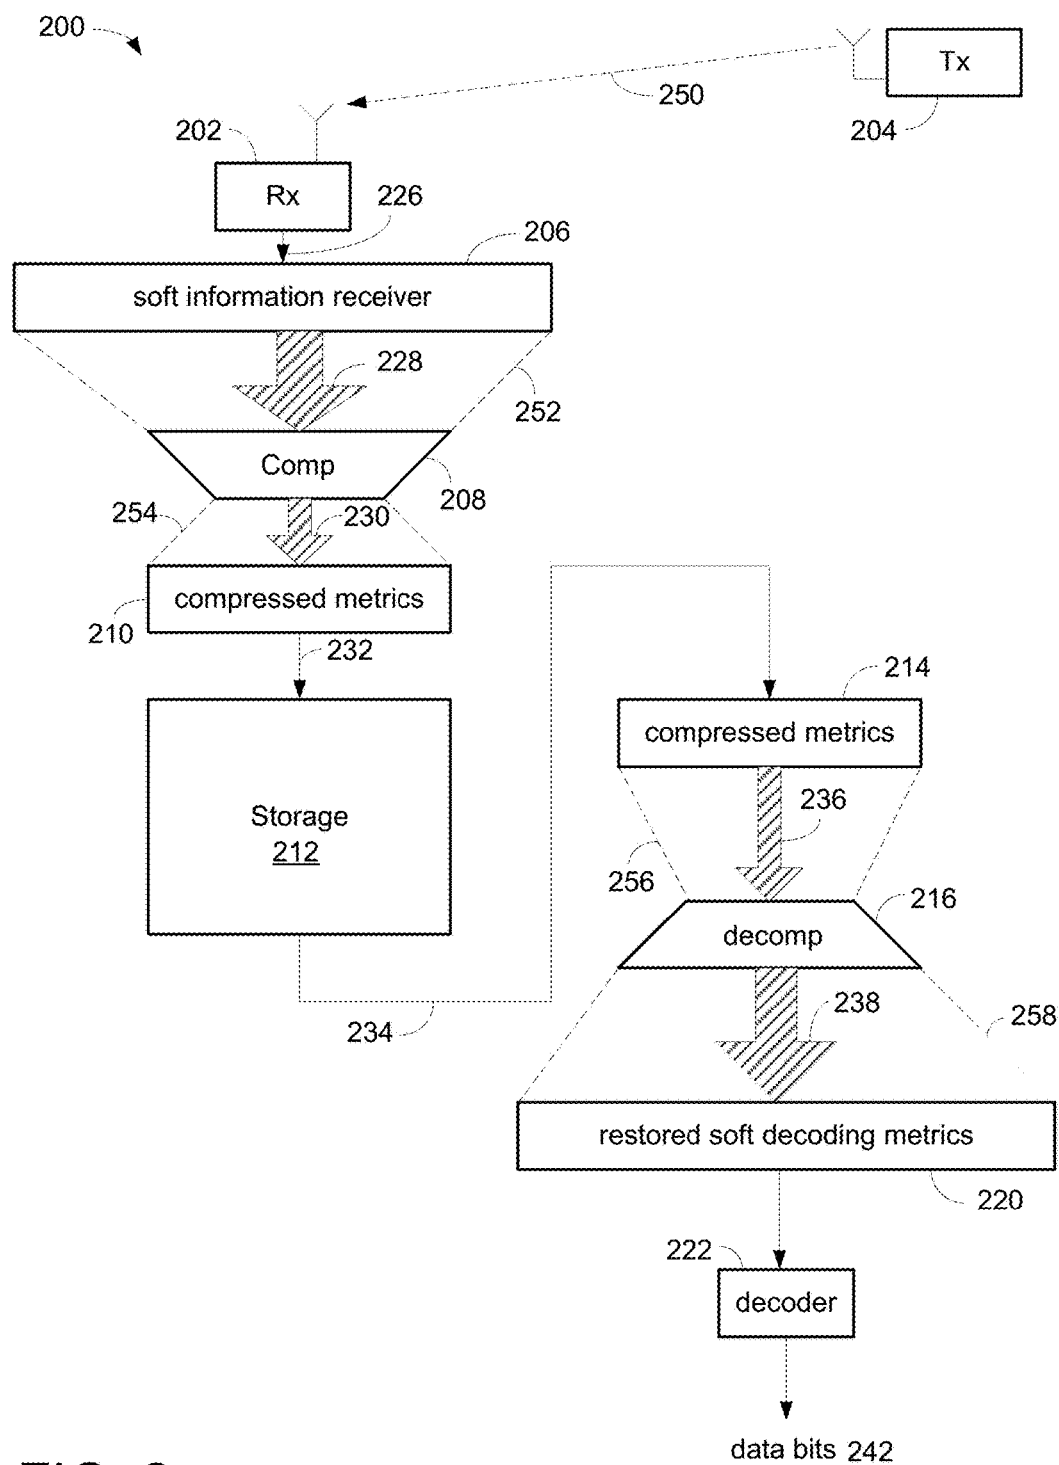 200
Tx
250
204
202
Rx
226
206
soft information receiver
228
252
Comp
208
254
230
compressed metrics
210
232
214
compressed metrics
Storage
212
236
256
216
decomp
234
238
258
restored soft decoding metrics
220
222
decoder
data bits 242